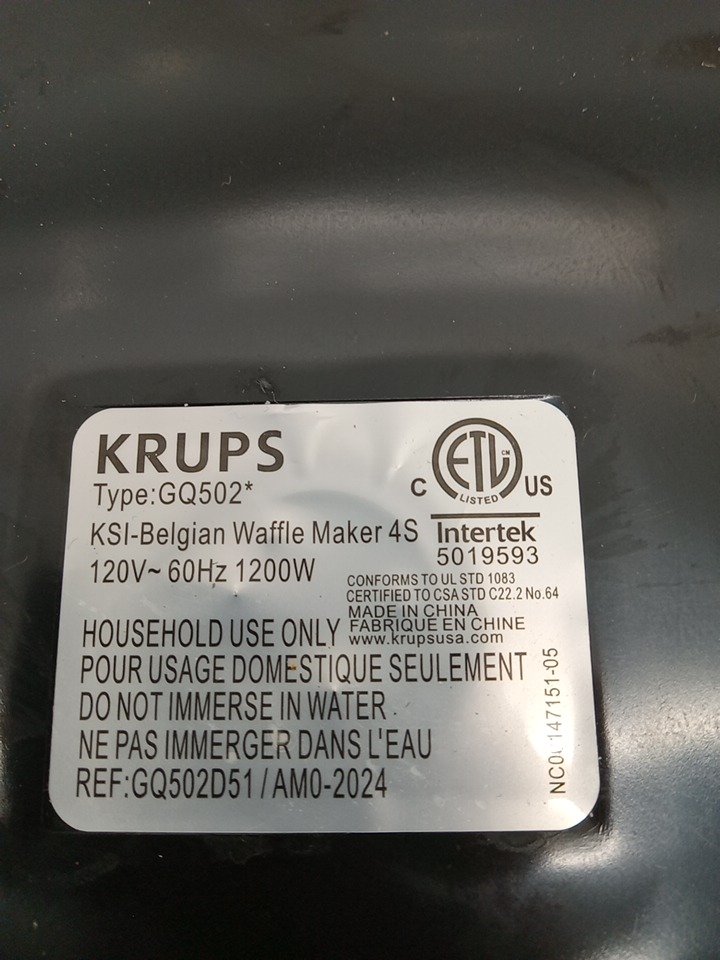 KRUPS
Type:GQ502*
KSI-Belgian Waffle Maker 4S
120V~ 60Hz 1200W
C ETL CM US
LISTED
Intertek
5019593
CONFORMS TO UL STD 1083
CERTIFIED TO CSA STD C22.2 No.64
MADE IN CHINA
FABRIQUE EN CHINE
www.krupsusa.com
HOUSEHOLD USE ONLY
POUR USAGE DOMESTIQUE SEULEMENT
DO NOT IMMERSE IN WATER
NE PAS IMMERGER DANS L'EAU
REF:GQ502D51 / AM0-2024